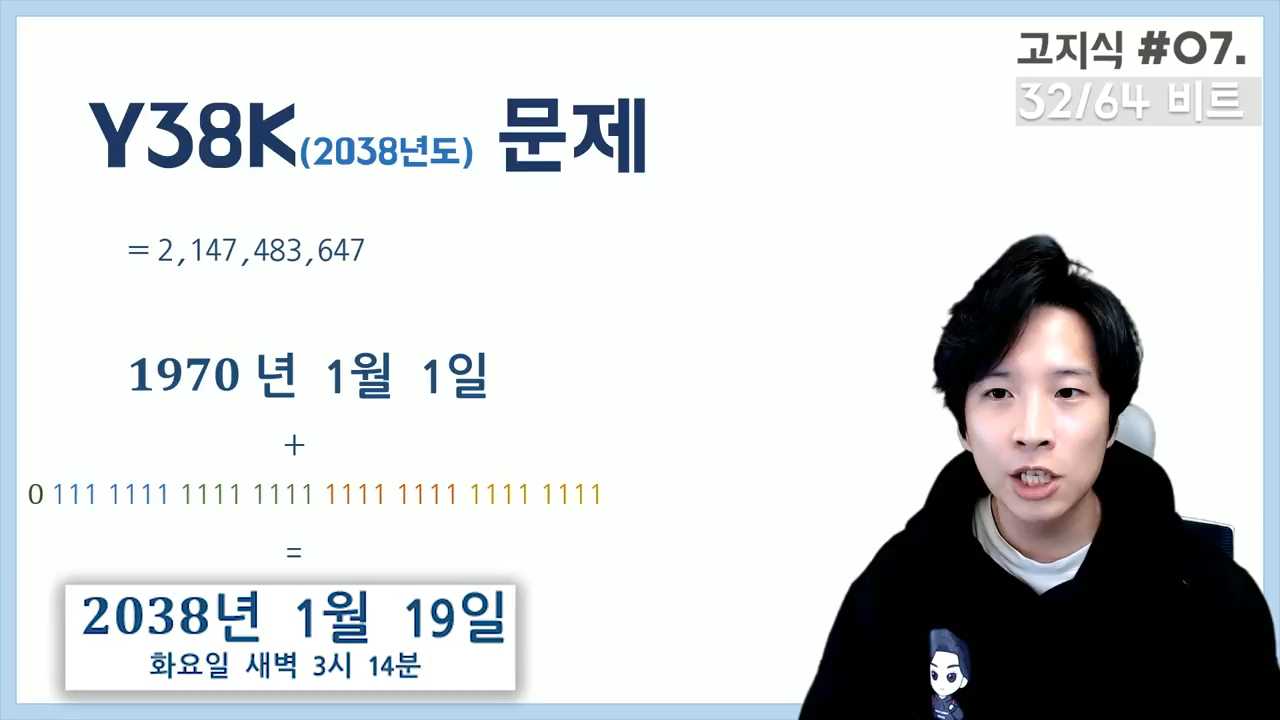 고지식 #07.
32/64 비트
Y38K(2038년도) 문제
= 2,147,483,647
1970 년 1월 1일
+
0 111 1111 1111 1111 1111 1111 1111 1111
=
2038년 1월 19일
화요일 새벽 3시 14분